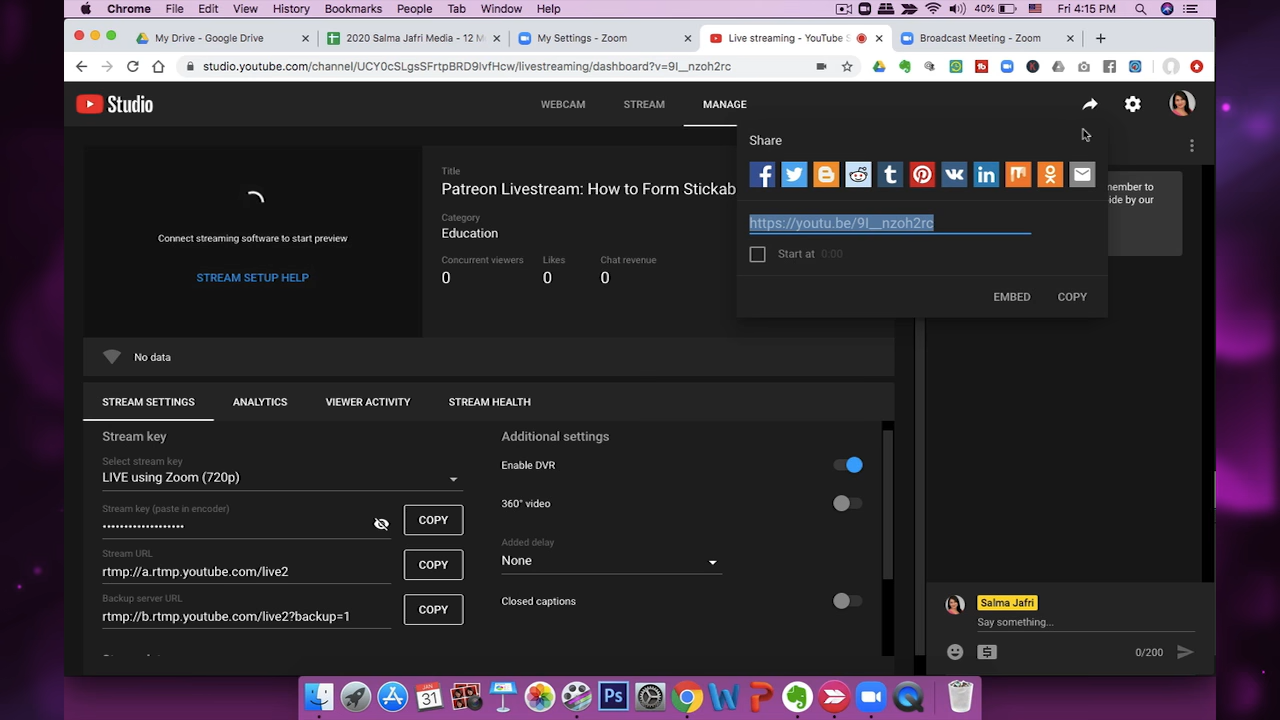 Chrome File Edit View History Bookmarks People Tab Window Help 40% Fri 4:15 PM
My Drive - Google Drive 2020 Salma Jafri Media - 12 M My Settings - Zoom Live streaming - YouTube S Broadcast Meeting - Zoom
studio.youtube.com/channel/UCY0cSLgsSFrtpBRD9IvfHcw/livestreaming/dashboard?v=9I__nzoh2rc
Studio WEBCAM STREAM MANAGE
Share
Connect streaming software to start preview
STREAM SETUP HELP
Title
Patreon Livestream: How to Form Stickab
Category
Education
Concurrent viewers Likes Chat revenue
0 0 0
https://youtu.be/9I__nzoh2rc
Start at 0:00
EMBED COPY
member to
ide by our
No data
STREAM SETTINGS ANALYTICS VIEWER ACTIVITY STREAM HEALTH
Stream key
Select stream key
LIVE using Zoom (720p)
Stream key (paste in encoder)
••••••••••••••••••• COPY
Stream URL
rtmp://a.rtmp.youtube.com/live2 COPY
Backup server URL
rtmp://b.rtmp.youtube.com/live2?backup=1 COPY
Additional settings
Enable DVR
360° video
Added delay
None
Closed captions
Salma Jafri
Say something...
0/200
JAN
31
Ps